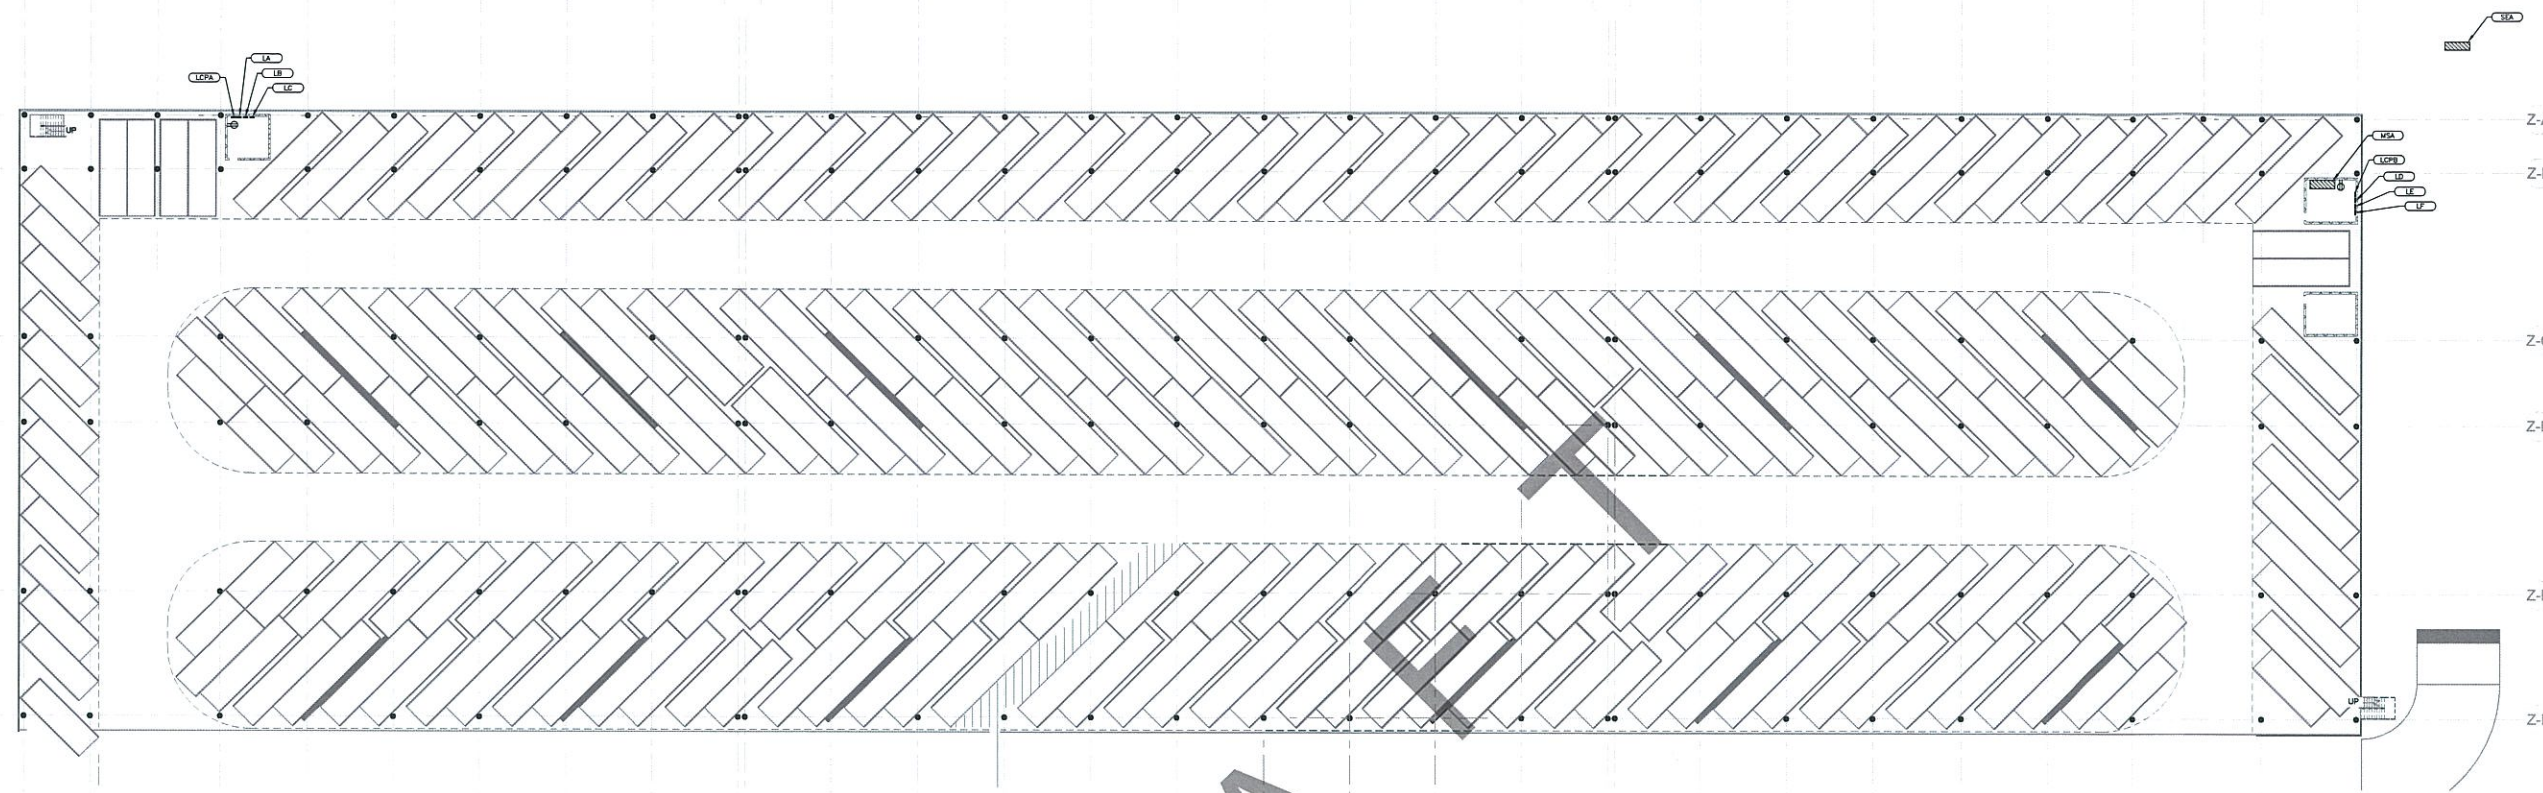 SEA
LA
LCPA
LB
LC
UP
Z-A
MSA
LCPB
Z-
LD
LE
LF
Z-
Z-
Z-
UP
Z-
T
F
A